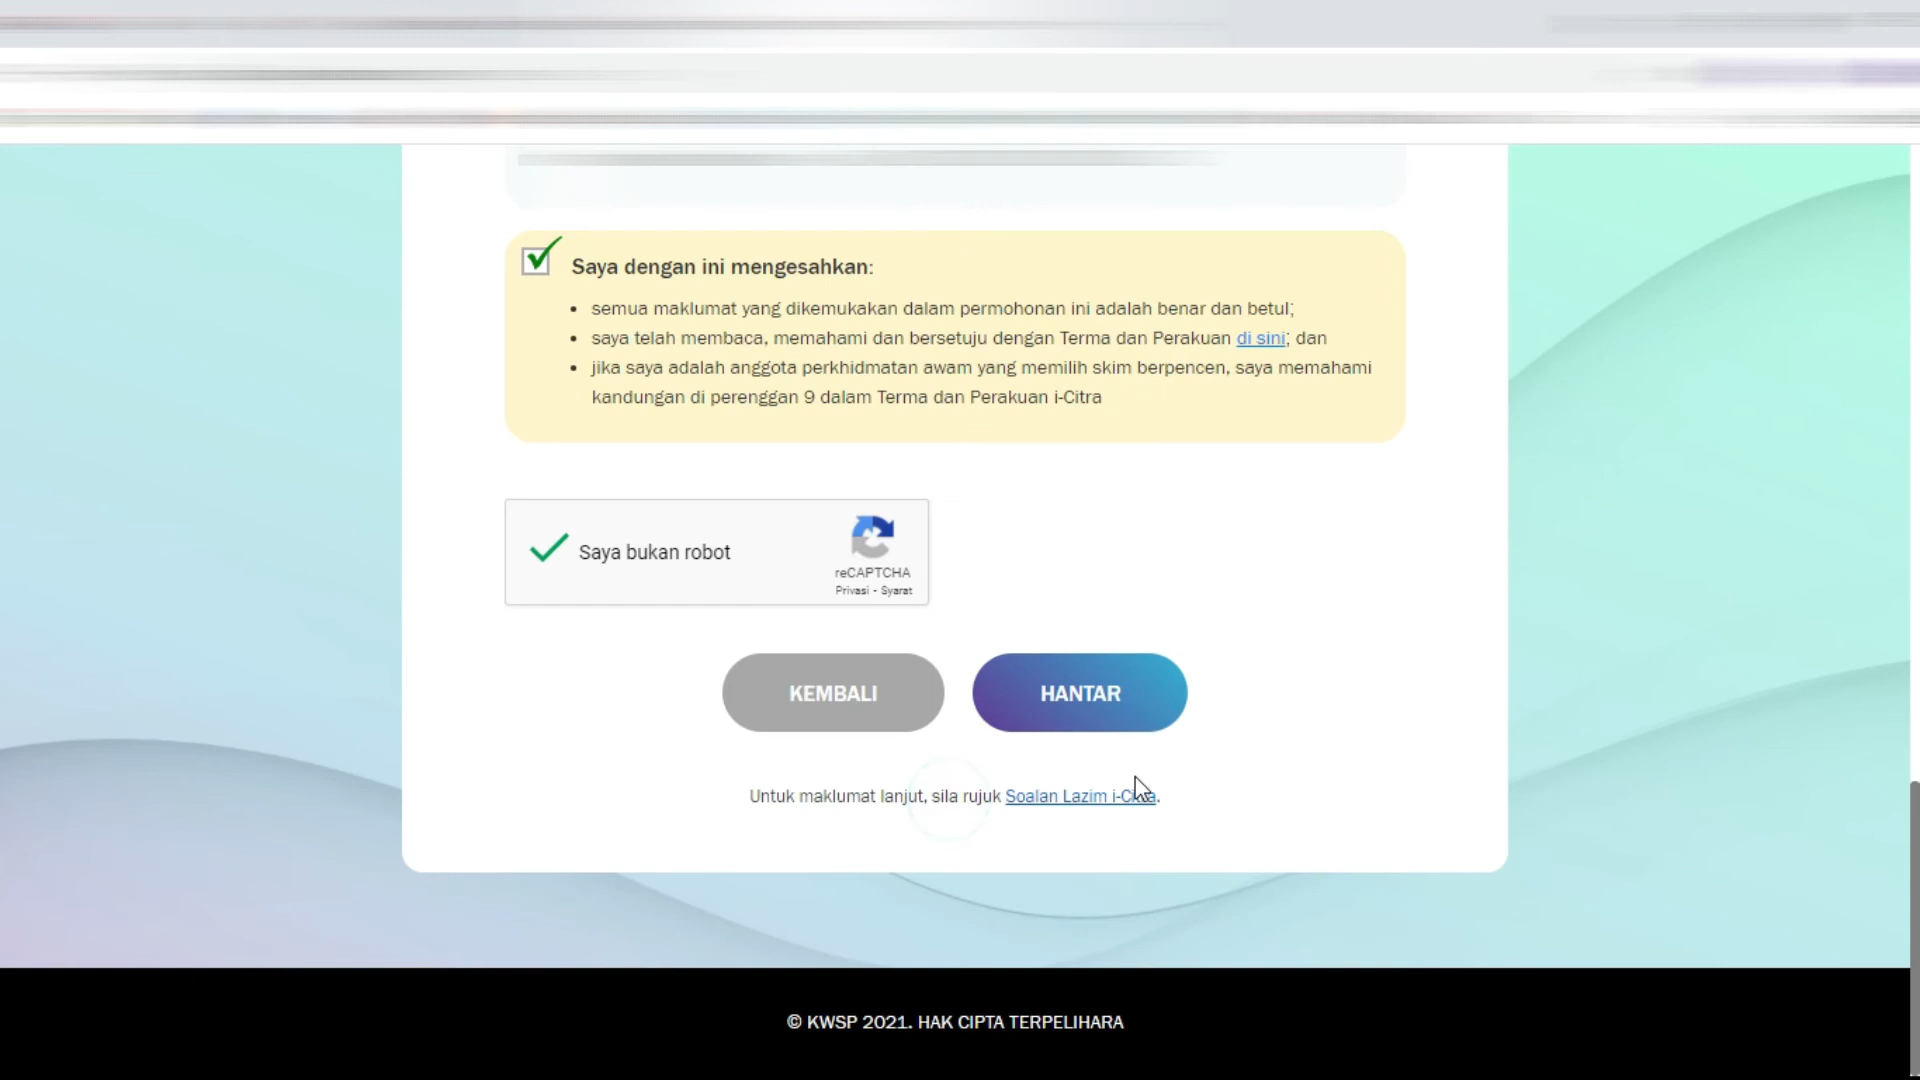 Saya dengan ini mengesahkan:
semua maklumat yang dikemukakan dalam permohonan ini adalah benar dan betul;
saya telah membaca, memahami dan bersetuju dengan Terma dan Perakuan di sini; dan
jika saya adalah anggota perkhidmatan awam yang memilih skim berpencen, saya memahami
kandungan di perenggan 9 dalam Terma dan Perakuan i-Citra
Saya bukan robot
reCAPTCHA
Privasi - Syarat
KEMBALI
HANTAR
Untuk maklumat lanjut, sila rujuk Soalan Lazim i-Citra.
© KWSP 2021. HAK CIPTA TERPELIHARA